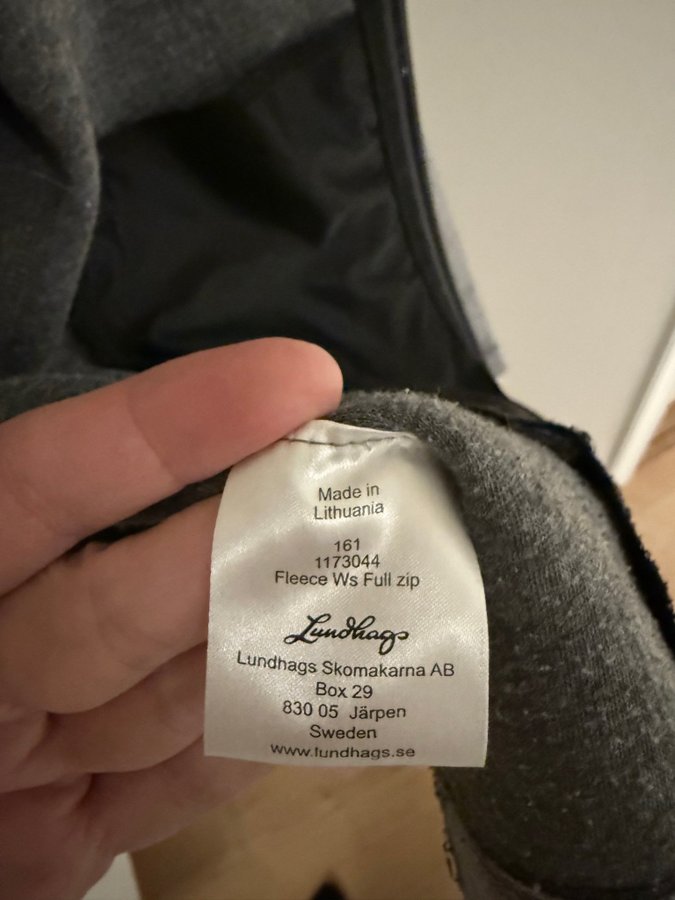 Made in
Lithuania
161
1173044
Fleece Ws Full zip
Lundhags
Lundhags Skomakarna AB
Box 29
830 05 Järpen
Sweden
www.lundhags.se